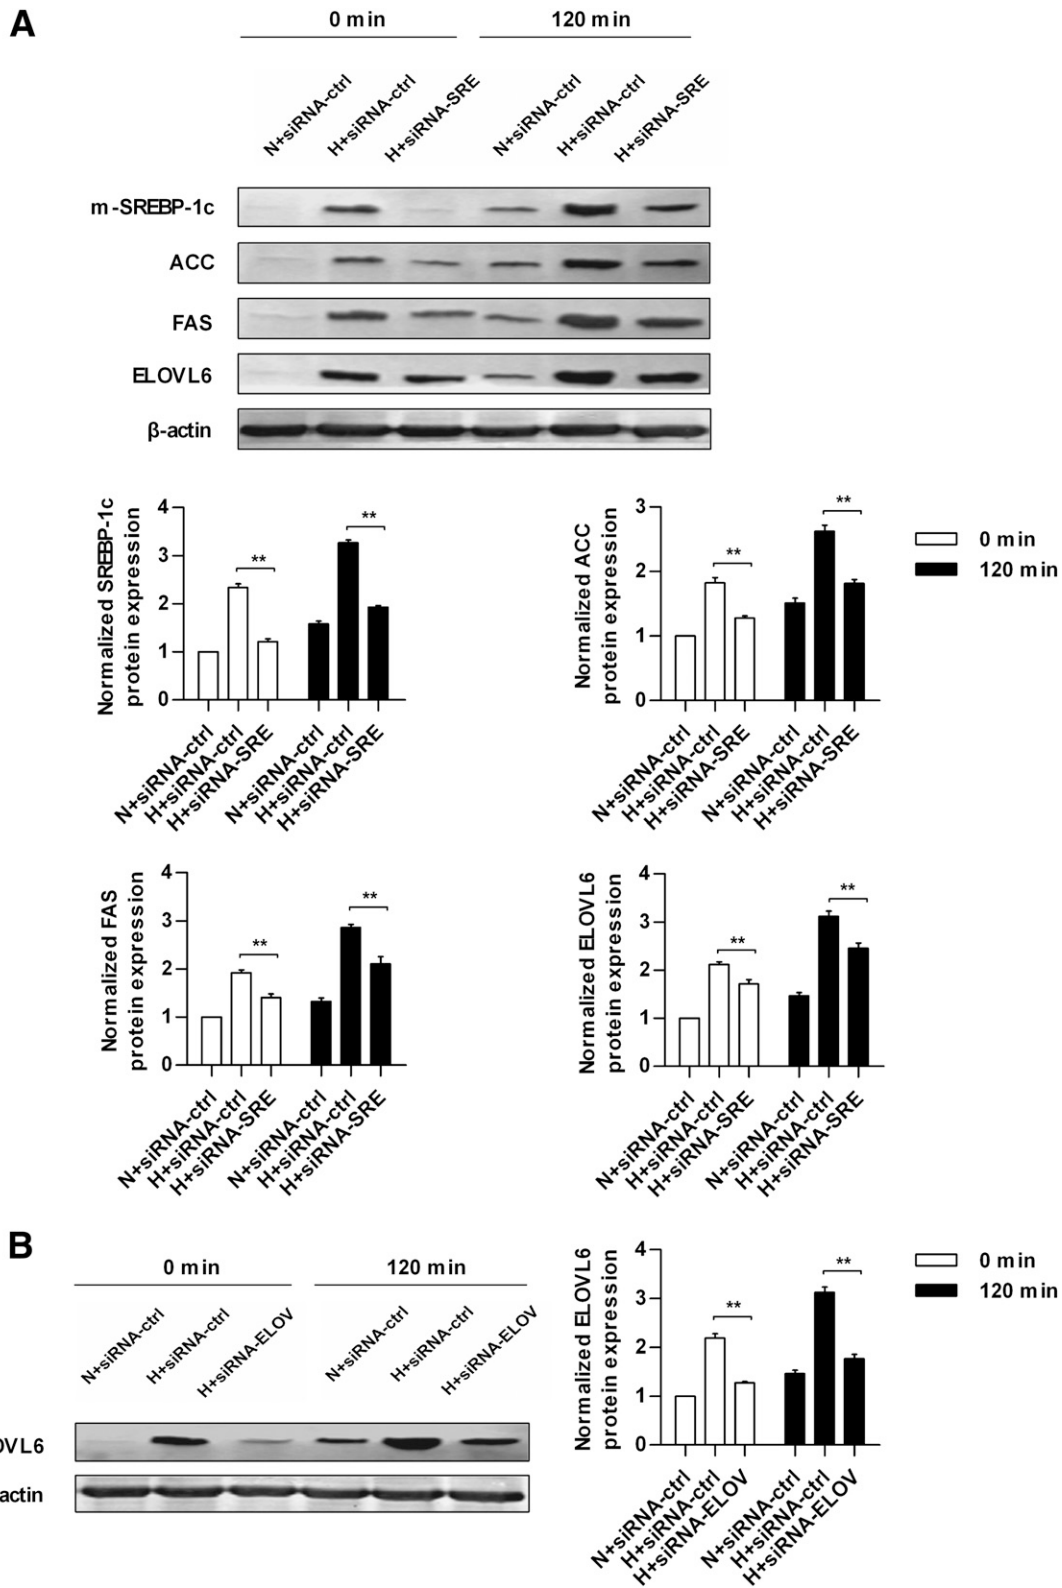 A
0 min 120 min
N+siRNA-ctrl H+siRNA-ctrl H+siRNA-SRE N+siRNA-ctrl H+siRNA-ctrl H+siRNA-SRE
m-SREBP-1c
ACC
FAS
ELOVL6
β-actin
Normalized SREBP-1c
protein expression
4
3
2
1
0
**
**
N+siRNA-ctrl
H+siRNA-ctrl
H+siRNA-SRE
N+siRNA-ctrl
H+siRNA-ctrl
H+siRNA-SRE
Normalized ACC
protein expression
3
2
1
0
**
**
N+siRNA-ctrl
H+siRNA-ctrl
H+siRNA-SRE
N+siRNA-ctrl
H+siRNA-ctrl
H+siRNA-SRE
0 min
120 min
Normalized FAS
protein expression
4
3
2
1
0
**
**
N+siRNA-ctrl
H+siRNA-ctrl
H+siRNA-SRE
N+siRNA-ctrl
H+siRNA-ctrl
H+siRNA-SRE
Normalized ELOVL6
protein expression
4
3
2
1
0
**
**
N+siRNA-ctrl
H+siRNA-ctrl
H+siRNA-SRE
N+siRNA-ctrl
H+siRNA-ctrl
H+siRNA-SRE
B
0 min 120 min
N+siRNA-ctrl H+siRNA-ctrl H+siRNA-ELOV N+siRNA-ctrl H+siRNA-ctrl H+siRNA-ELOV
OVL6
actin
Normalized ELOVL6
protein expression
4
3
2
1
0
**
**
N+siRNA-ctrl
H+siRNA-ctrl
H+siRNA-ELOV
N+siRNA-ctrl
H+siRNA-ctrl
H+siRNA-ELOV
0 min
120 min